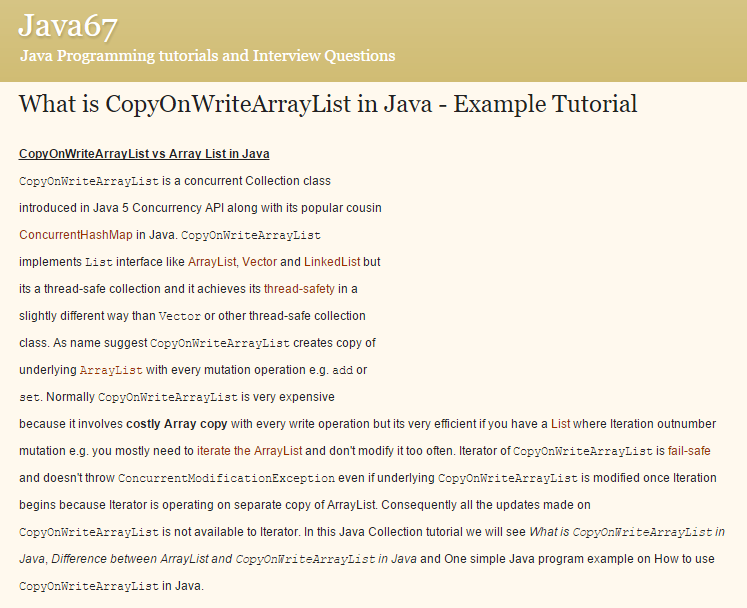 Java67
Java Programming tutorials and Interview Questions
What is CopyOnWriteArrayList in Java - Example Tutorial
CopyOnWriteArrayList vs Array List in Java
CopyOnWriteArrayList is a concurrent Collection class
introduced in Java 5 Concurrency API along with its popular cousin
ConcurrentHashMap in Java. CopyOnWriteArrayList
implements List interface like ArrayList, Vector and LinkedList but
its a thread-safe collection and it achieves its thread-safety in a
slightly different way than Vector or other thread-safe collection
class. As name suggest CopyOnWriteArrayList creates copy of
underlying ArrayList with every mutation operation e.g. add or
set. Normally CopyOnWriteArrayList is very expensive
because it involves costly Array copy with every write operation but its very efficient if you have a List where Iteration outnumber
mutation e.g. you mostly need to iterate the ArrayList and don't modify it too often. Iterator of CopyOnWriteArrayList is fail-safe
and doesn't throw ConcurrentModificationException even if underlying CopyOnWriteArrayList is modified once Iteration
begins because Iterator is operating on separate copy of ArrayList. Consequently all the updates made on
CopyOnWriteArrayList is not available to Iterator. In this Java Collection tutorial we will see What is CopyOnWriteArrayList in
Java, Difference between ArrayList and CopyOnWriteArrayList in Java and One simple Java program example on How to use
CopyOnWriteArrayList in Java.